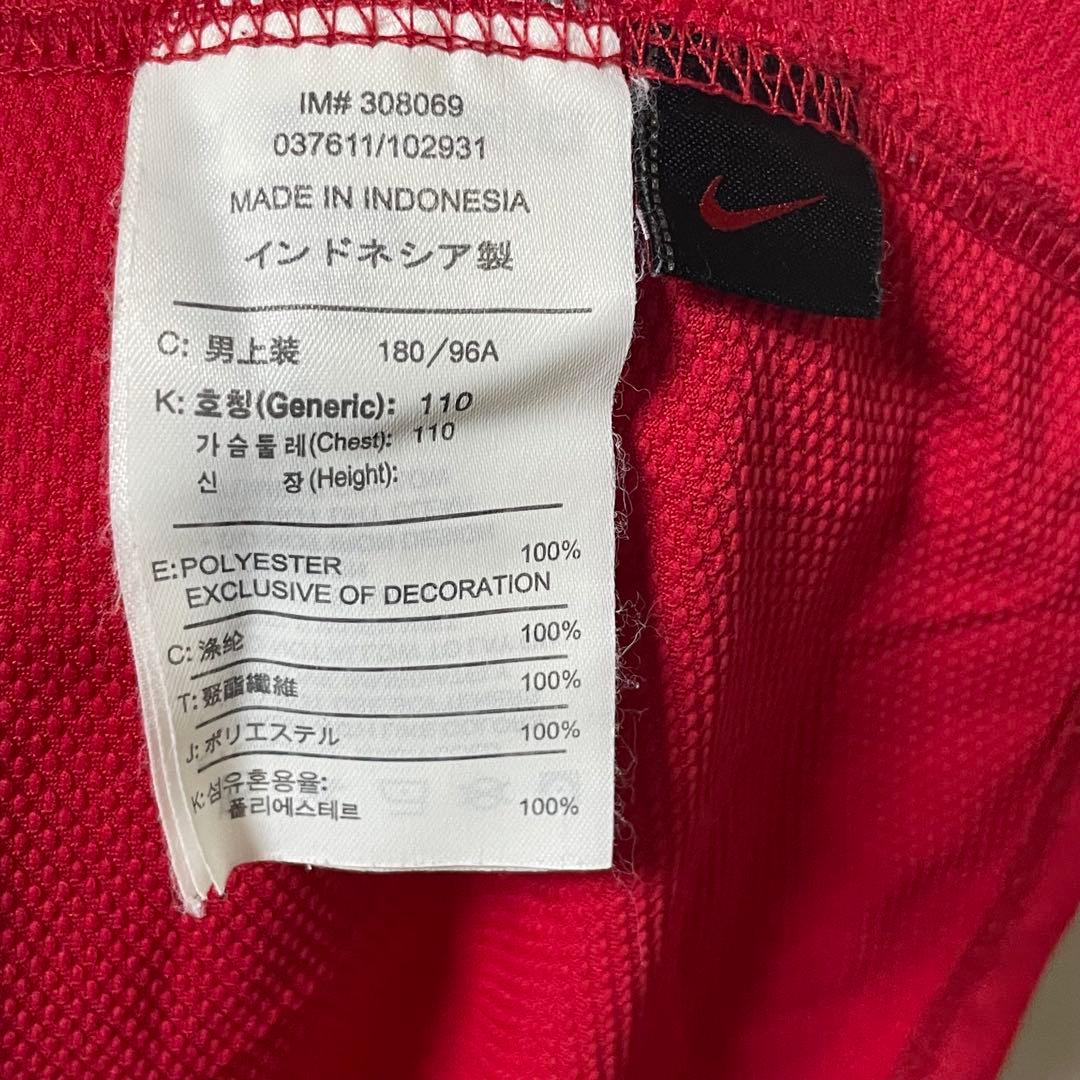 IM# 308069
037611/102931
MADE IN INDONESIA
インドネシア製
C: 男上装 180/96A
K: 호칭(Generic): 110
가슴둘레(Chest): 110
신 장(Height):
E:POLYESTER 100%
EXCLUSIVE OF DECORATION
C: 涤纶 100%
T: 聚酯纖維 100%
J: ポリエステル 100%
K: 섬유혼용율:
폴리에스테르 100%